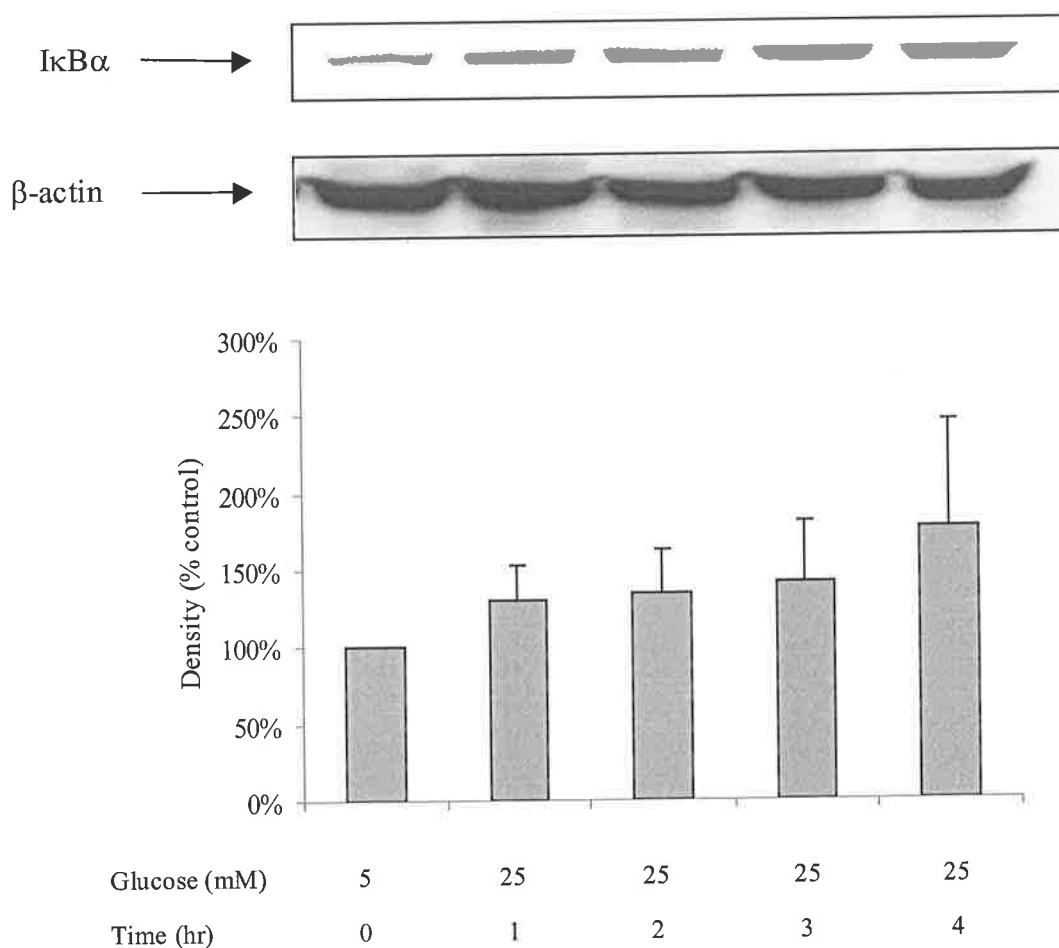 IκBα
β-actin
300%
250%
200%
150%
100%
50%
0%
Density (% control)
Glucose (mM) 5 25 25 25 25
Time (hr) 0 1 2 3 4